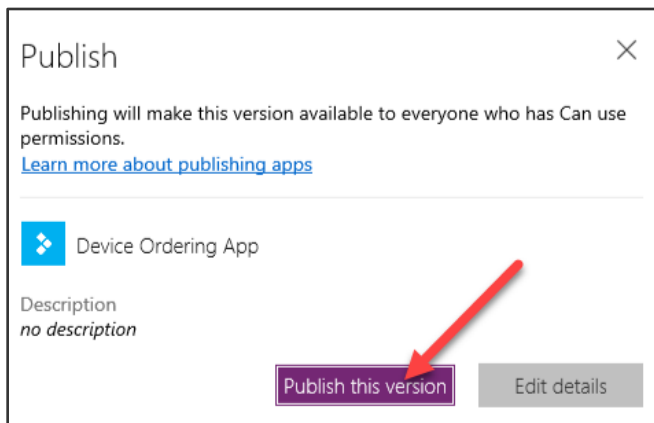 Publish
Publishing will make this version available to everyone who has Can use
permissions.
Learn more about publishing apps
Device Ordering App
Description
no description
Publish this version
Edit details